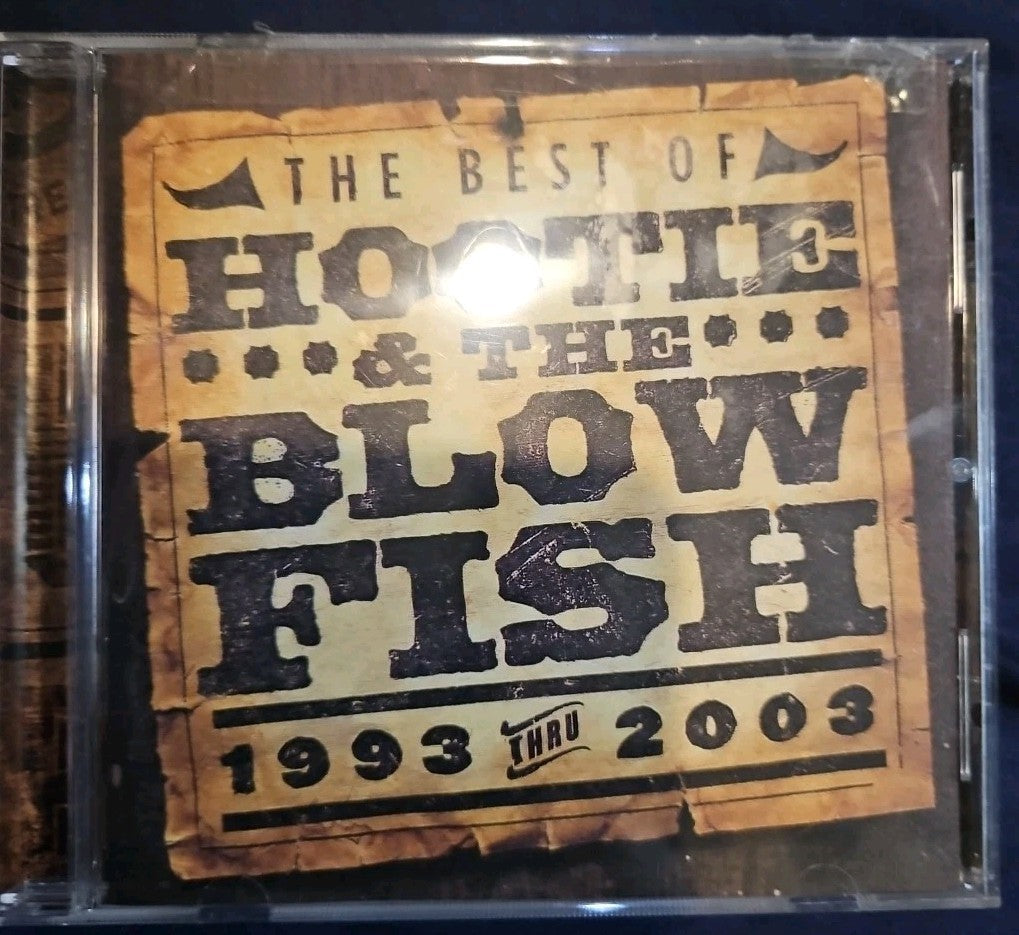 THE BEST OF
HOOTIE
& THE
BLOW
FISH
1993 THRU 2003